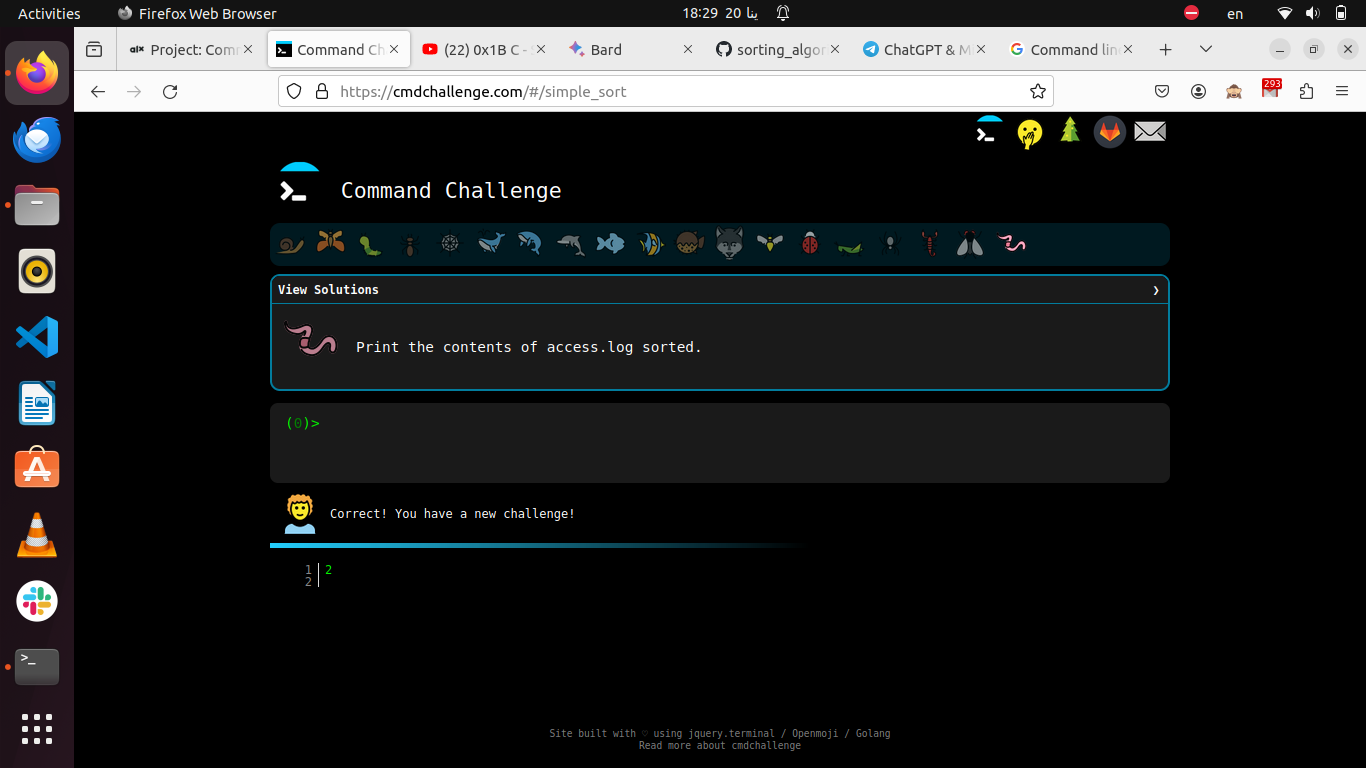 Activities Firefox Web Browser 18:29 20 ينا en
alx Project: Com Command Ch (22) 0x1B C - Bard sorting_algor ChatGPT & M Command lin
https://cmdchallenge.com/#/simple_sort 293
Command Challenge
View Solutions ❯
Print the contents of access.log sorted.
(0)>
Correct! You have a new challenge!
1 2
2
Site built with ♡ using jquery.terminal / Openmoji / Golang
Read more about cmdchallenge